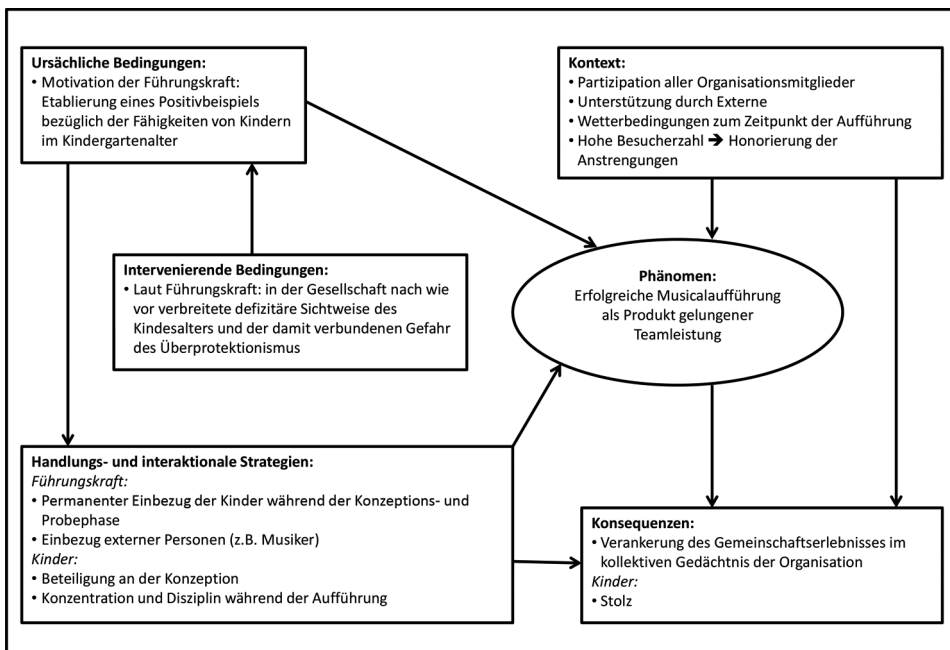 Ursächliche Bedingungen:
• Motivation der Führungskraft:
Etablierung eines Positivbeispiels
bezüglich der Fähigkeiten von Kindern
im Kindergartenalter
Kontext:
• Partizipation aller Organisationsmitglieder
• Unterstützung durch Externe
• Wetterbedingungen zum Zeitpunkt der Aufführung
• Hohe Besucherzahl ➔ Honorierung der
Anstrengungen
Intervenierende Bedingungen:
• Laut Führungskraft: in der Gesellschaft nach wie
vor verbreitete defizitäre Sichtweise des
Kindesalters und der damit verbundenen Gefahr
des Überprotektionismus
Phänomen:
Erfolgreiche Musicalaufführung
als Produkt gelungener
Teamleistung
Handlungs- und interaktionale Strategien:
Führungskraft:
• Permanenter Einbezug der Kinder während der Konzeptions- und
Probephase
• Einbezug externer Personen (z.B. Musiker)
Kinder:
• Beteiligung an der Konzeption
• Konzentration und Disziplin während der Aufführung
Konsequenzen:
• Verankerung des Gemeinschaftserlebnisses im
kollektiven Gedächtnis der Organisation
Kinder:
• Stolz